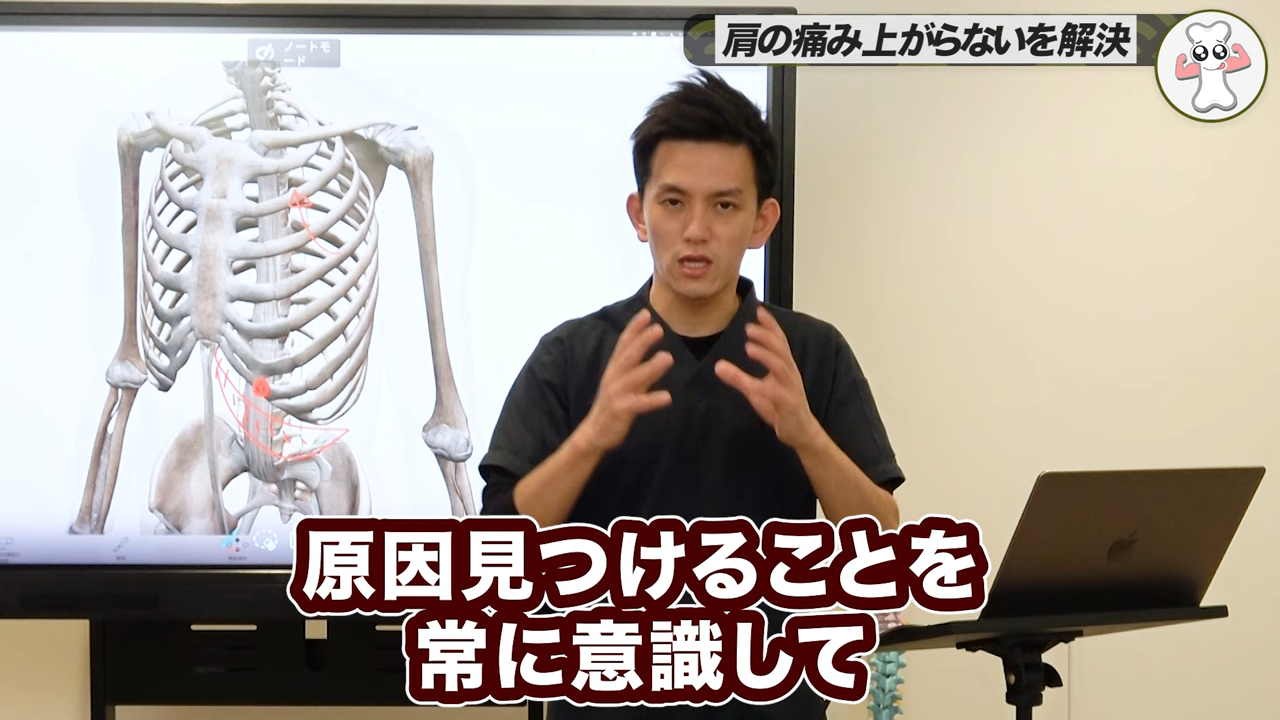 肩の痛み上がらないを解決
ノートモ
ード
原因見つけることを
常に意識して